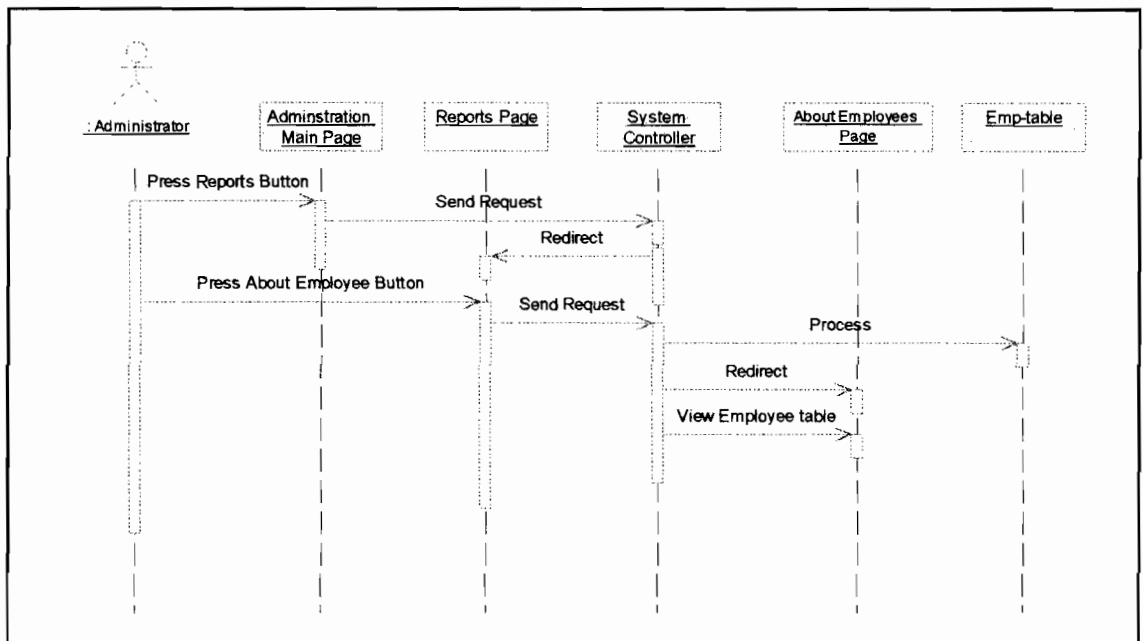 : Administrator
Adminstration
Main Page
Reports Page
System
Controller
About Employees
Page
Emp-table
Press Reports Button
Send Request
Redirect
Press About Employee Button
Send Request
Process
Redirect
View Employee table